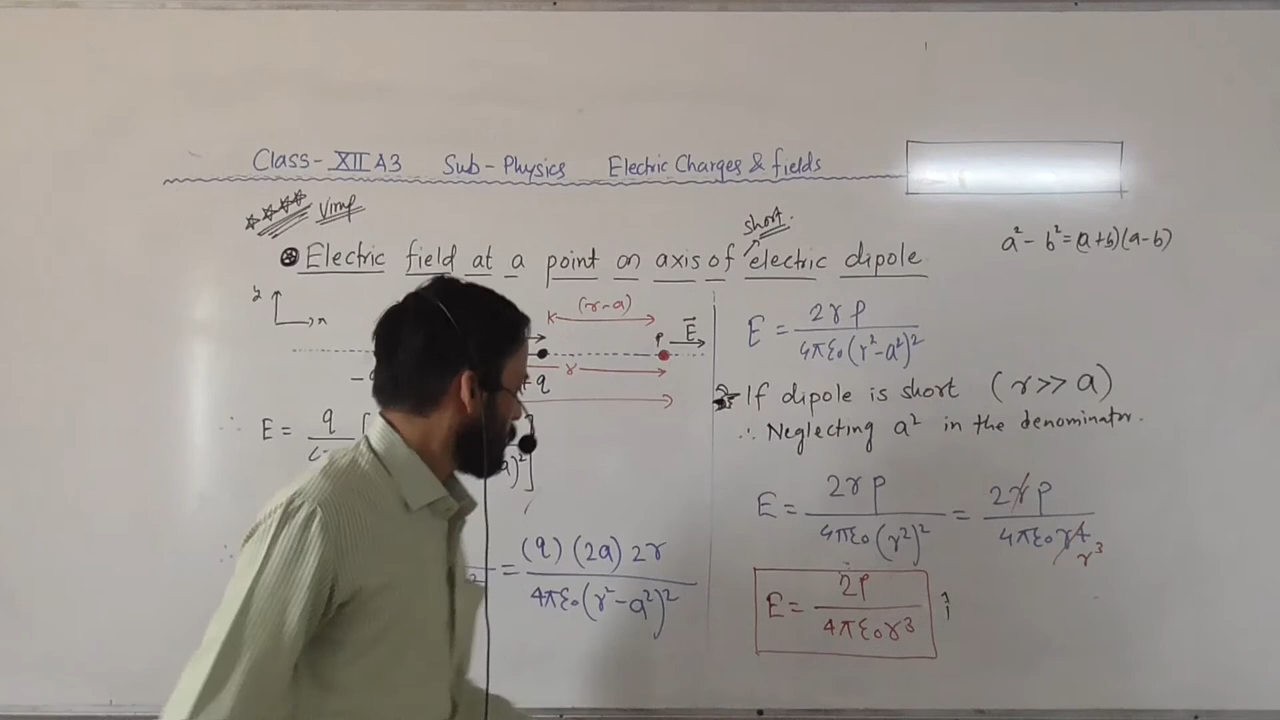 Class- XII A3 Sub- Physics Electric Charges & fields
Vimp
short.
Electric field at a point on axis of electric dipole
a² - b² = (a+b)(a-b)
y
x
(r-a)
P
E⃗
r
+q
E = q
a)²]
= (q) (2a) 2r / 4πε₀(r²-a²)²
E = 2rp / 4πε₀(r²-a²)²
If dipole is short (r>>a)
∴ Neglecting a² in the denominator.
E = 2rp / 4πε₀(r²)² = 2rp / 4πε₀r4
r³
E = 2P / 4πε₀r³ î